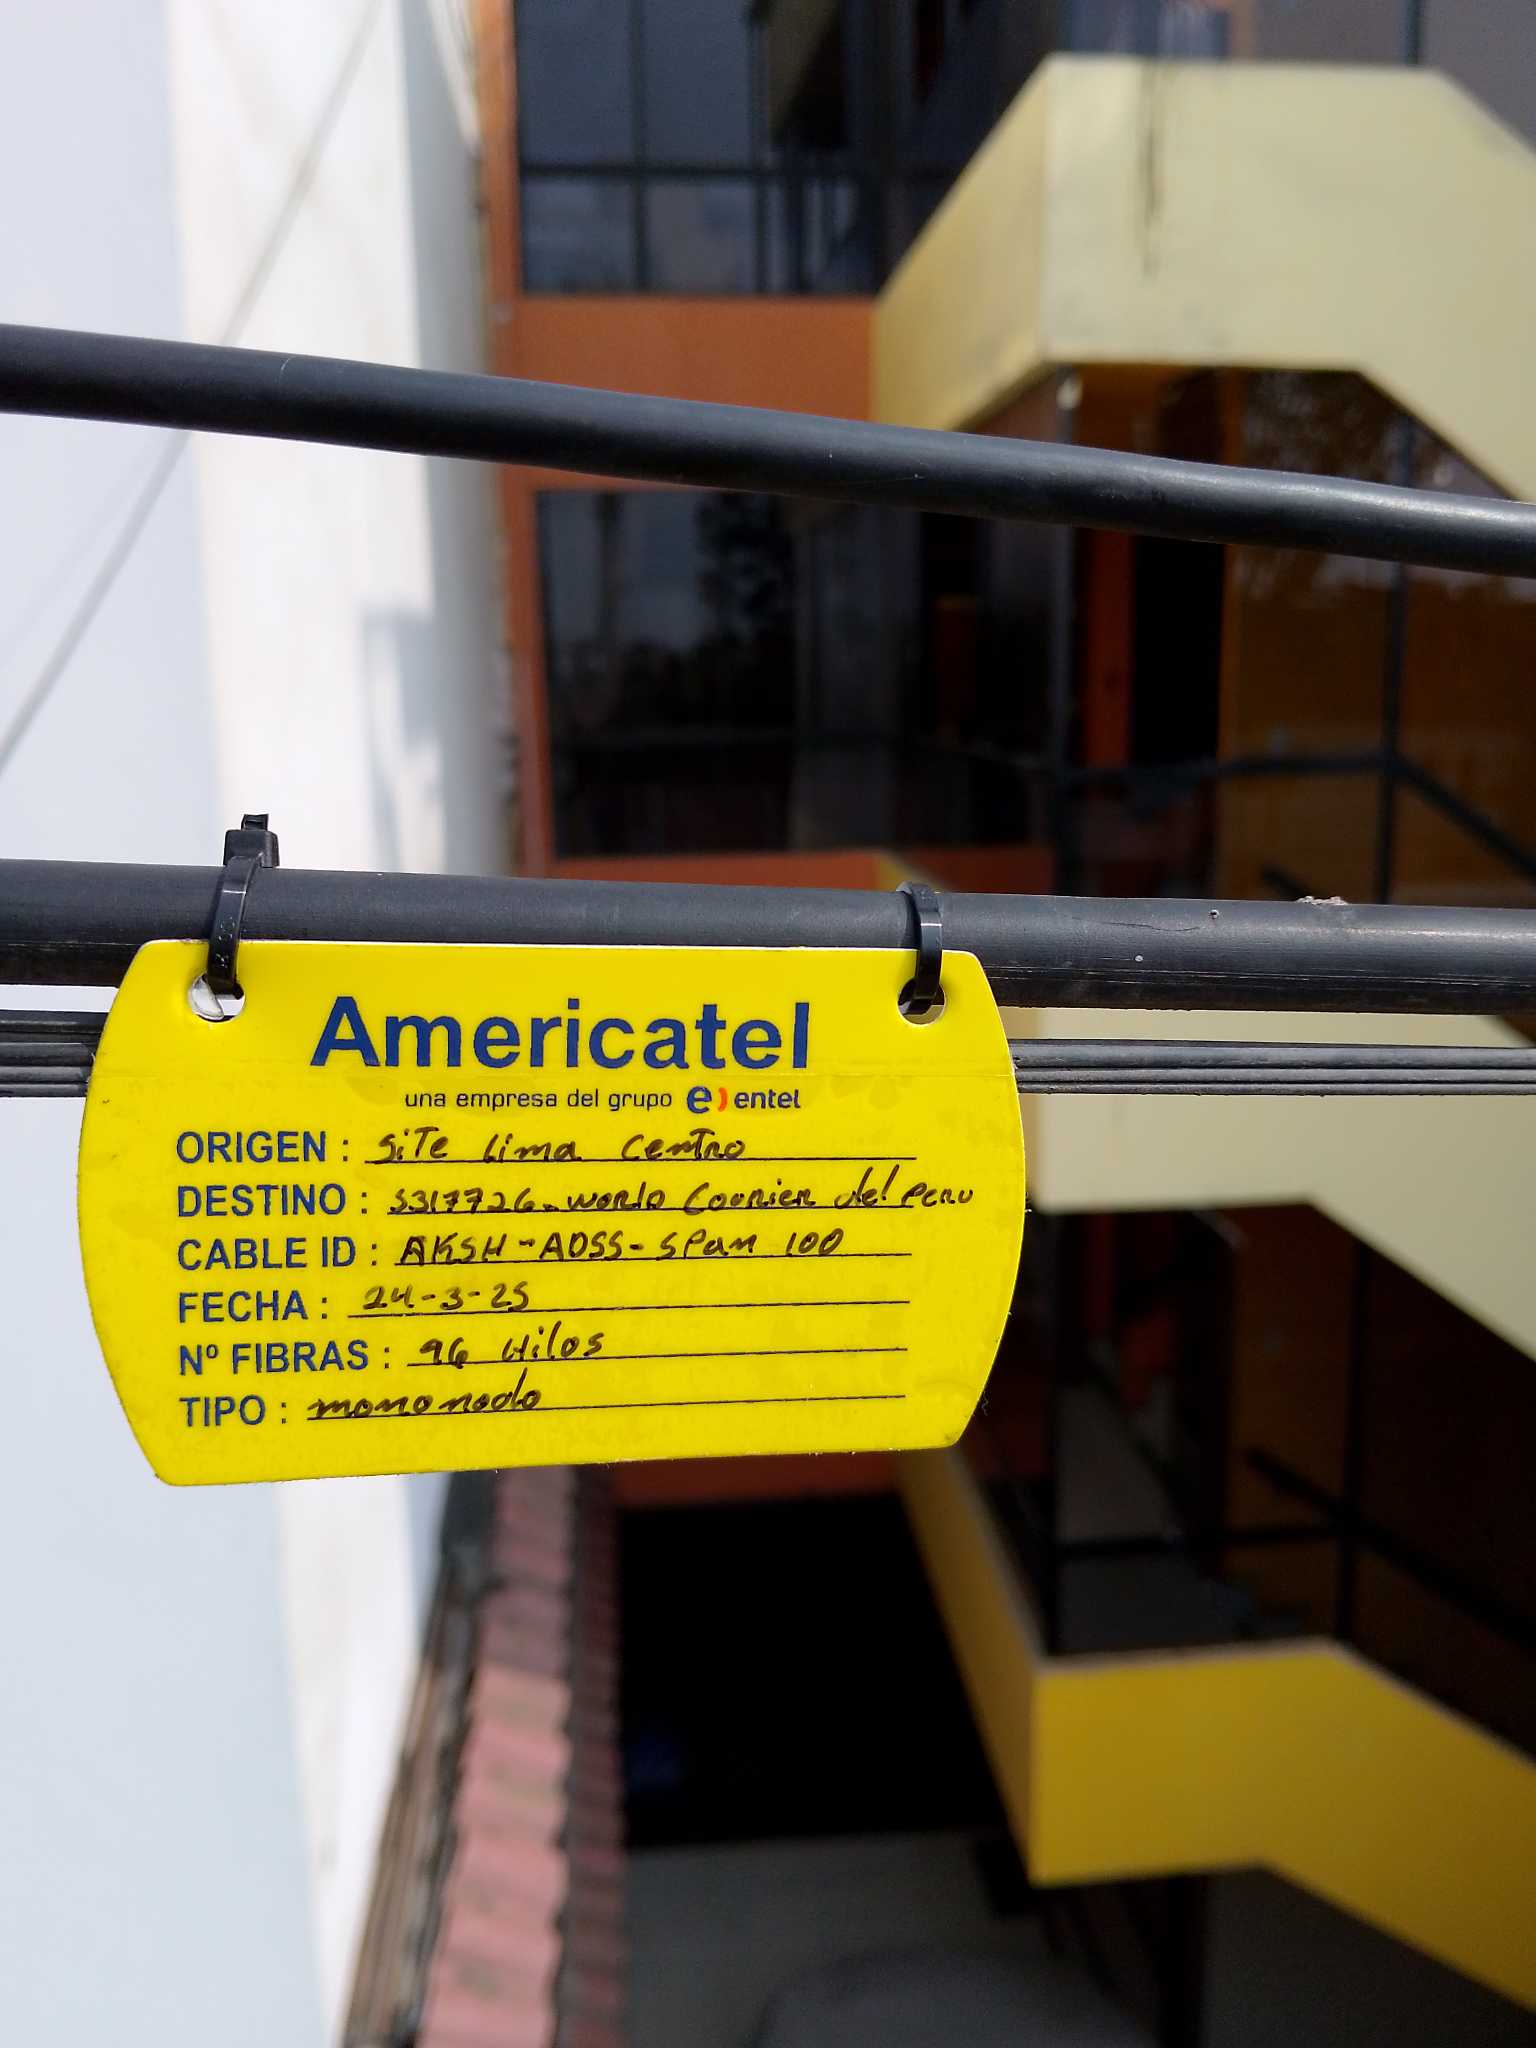 Americatel
una empresa del grupo e) entel
ORIGEN : Site Lima Centro
DESTINO : S317726-World Courier del Peru
CABLE ID : AKSH-ADSS-Span 100
FECHA : 24-3-25
Nº FIBRAS : 96 Hilos
TIPO : monomodo